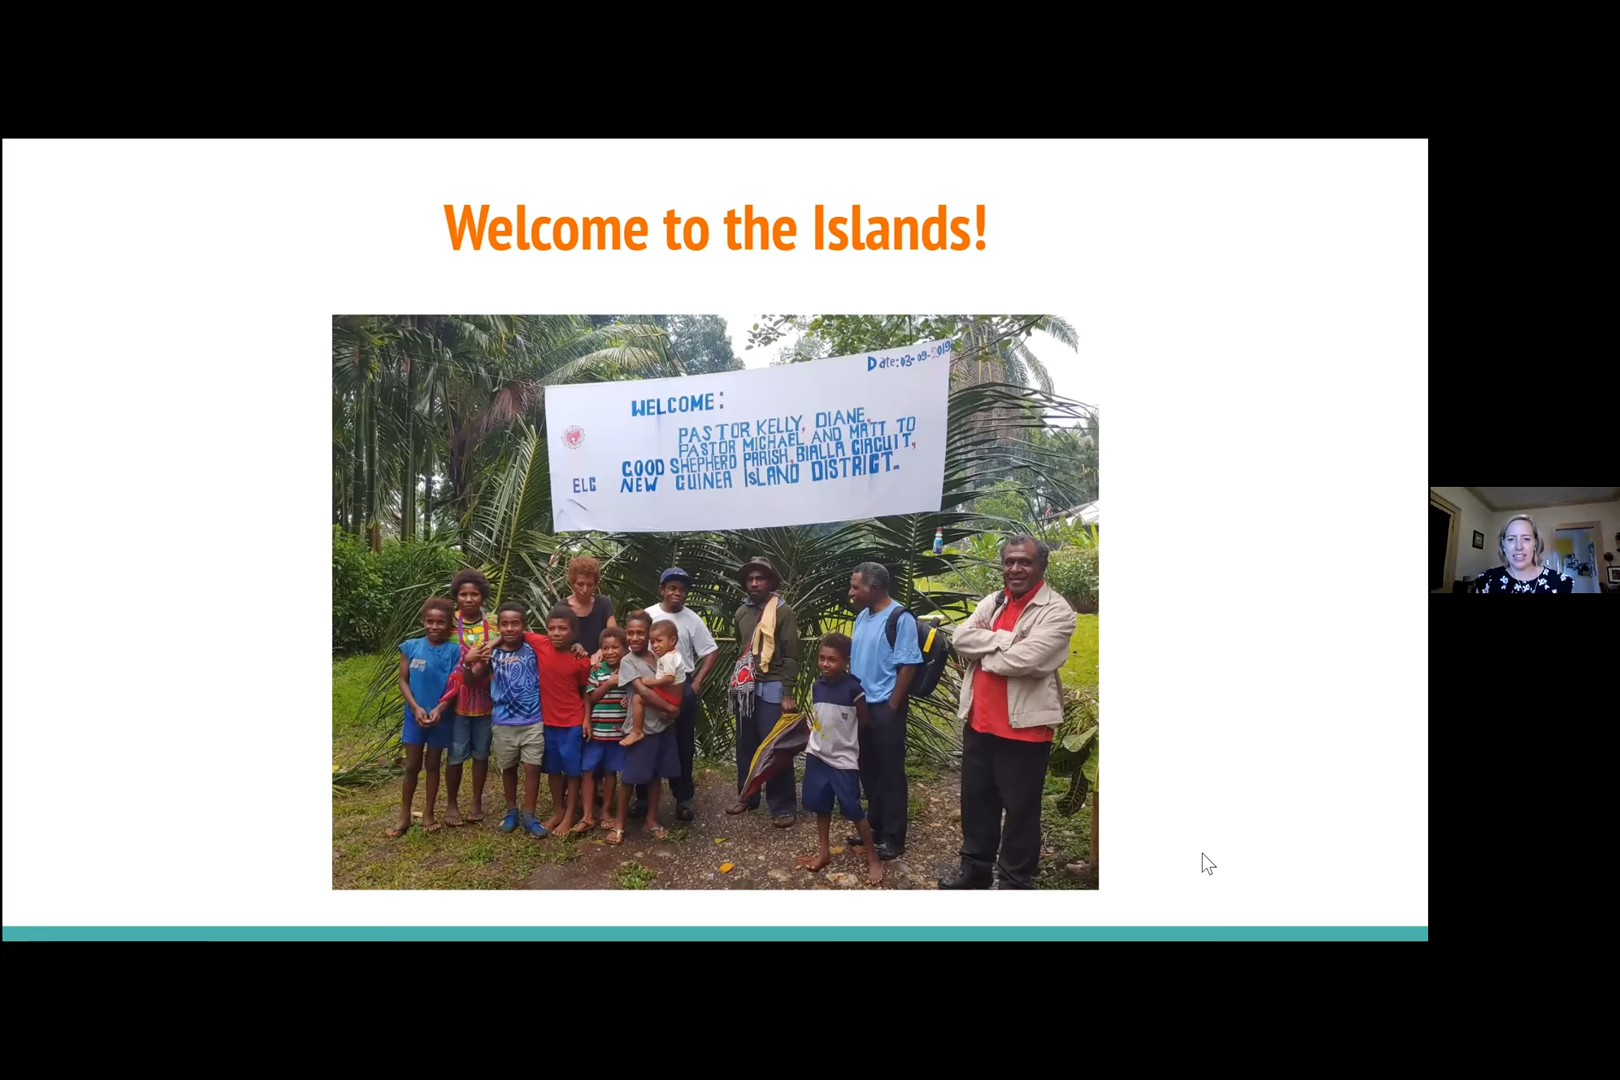 Welcome to the Islands!
Date:03-09-2019
WELCOME:
PASTOR KELLY, DIANE,
PASTOR MICHAEL AND MATT TO
GOOD SHEPHERD PARISH, BIALLA CIRCUIT,
ELC NEW GUINEA ISLAND DISTRICT.